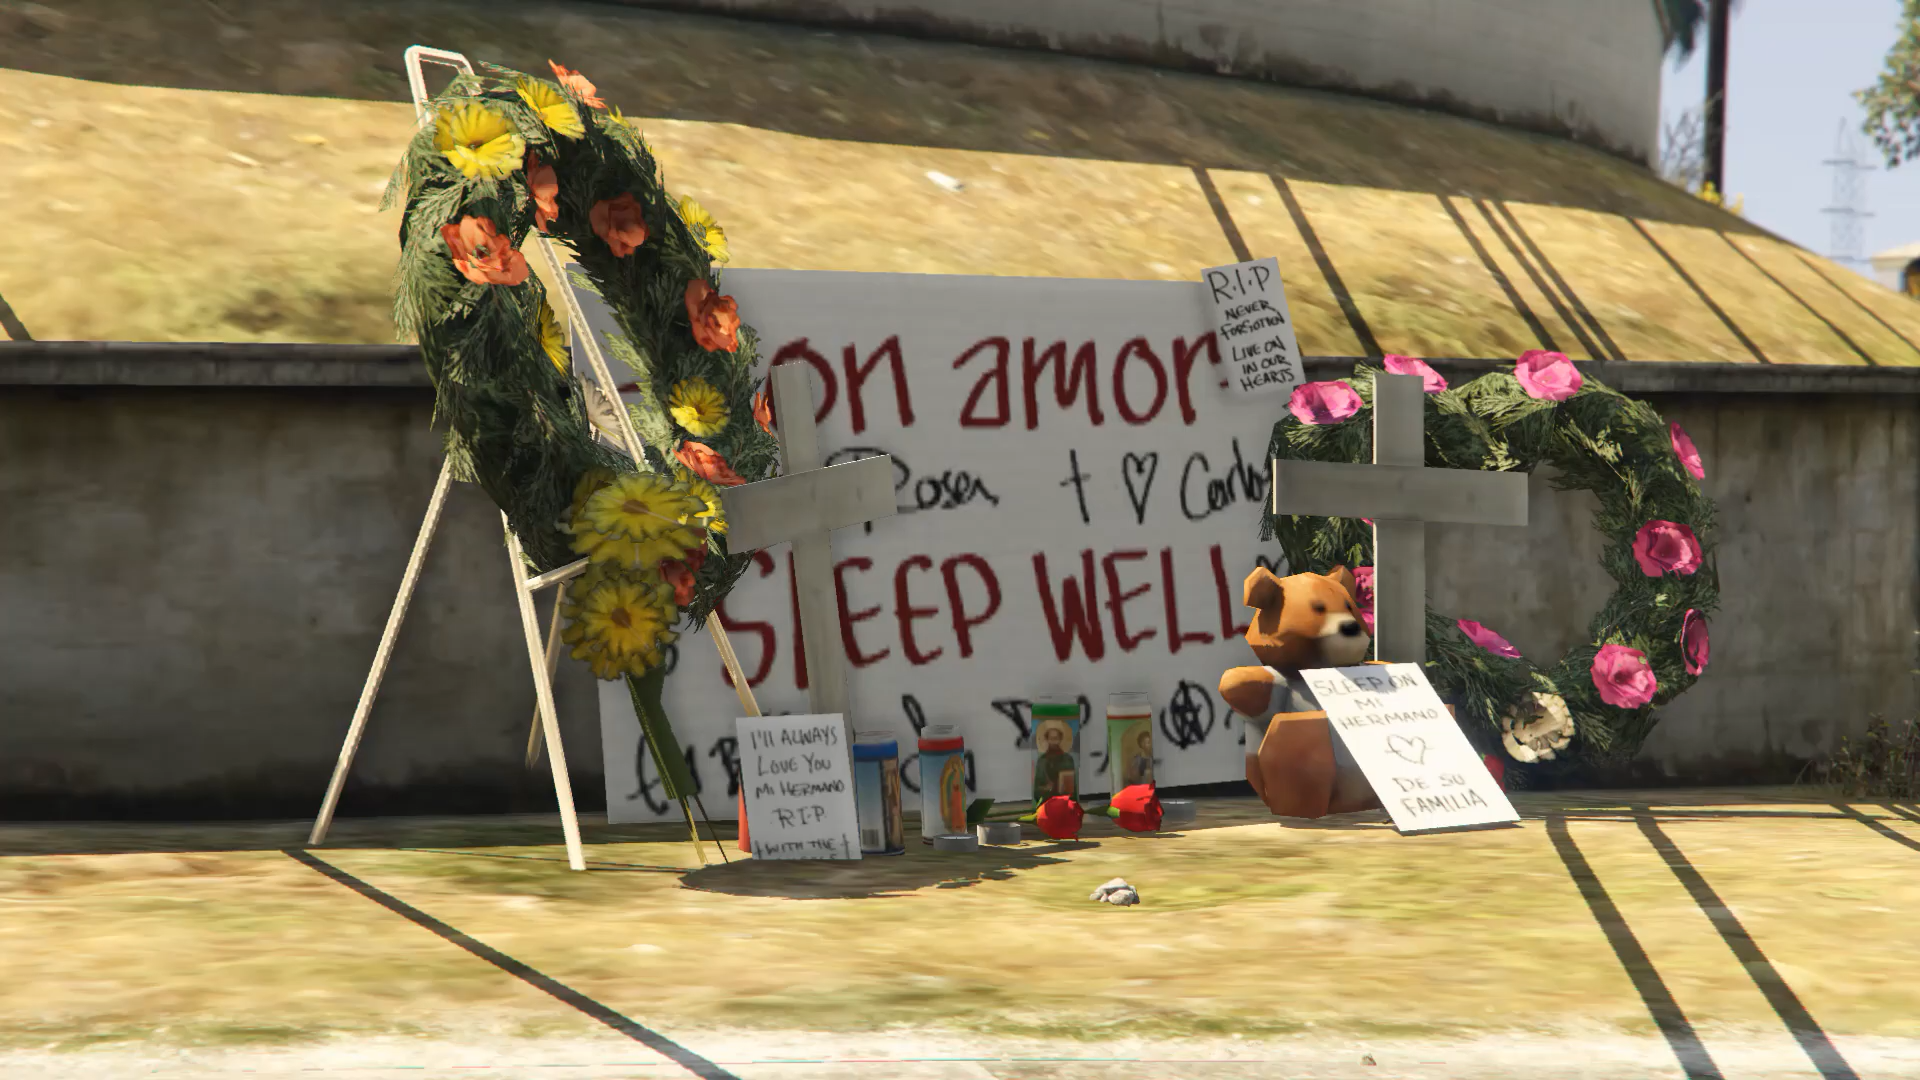 on amor
Rosa † ♡ Carlos
SLEEP WELL
R.I.P
NEVER
FORGOTTEN
LIVE ON
IN OUR
HEARTS
I'll ALWAYS
LOVE YOU
MI HERMANO
R.I.P
† WITH THE †
SLEEP ON
MI
HERMANO
♡
DE SU
FAMILIA